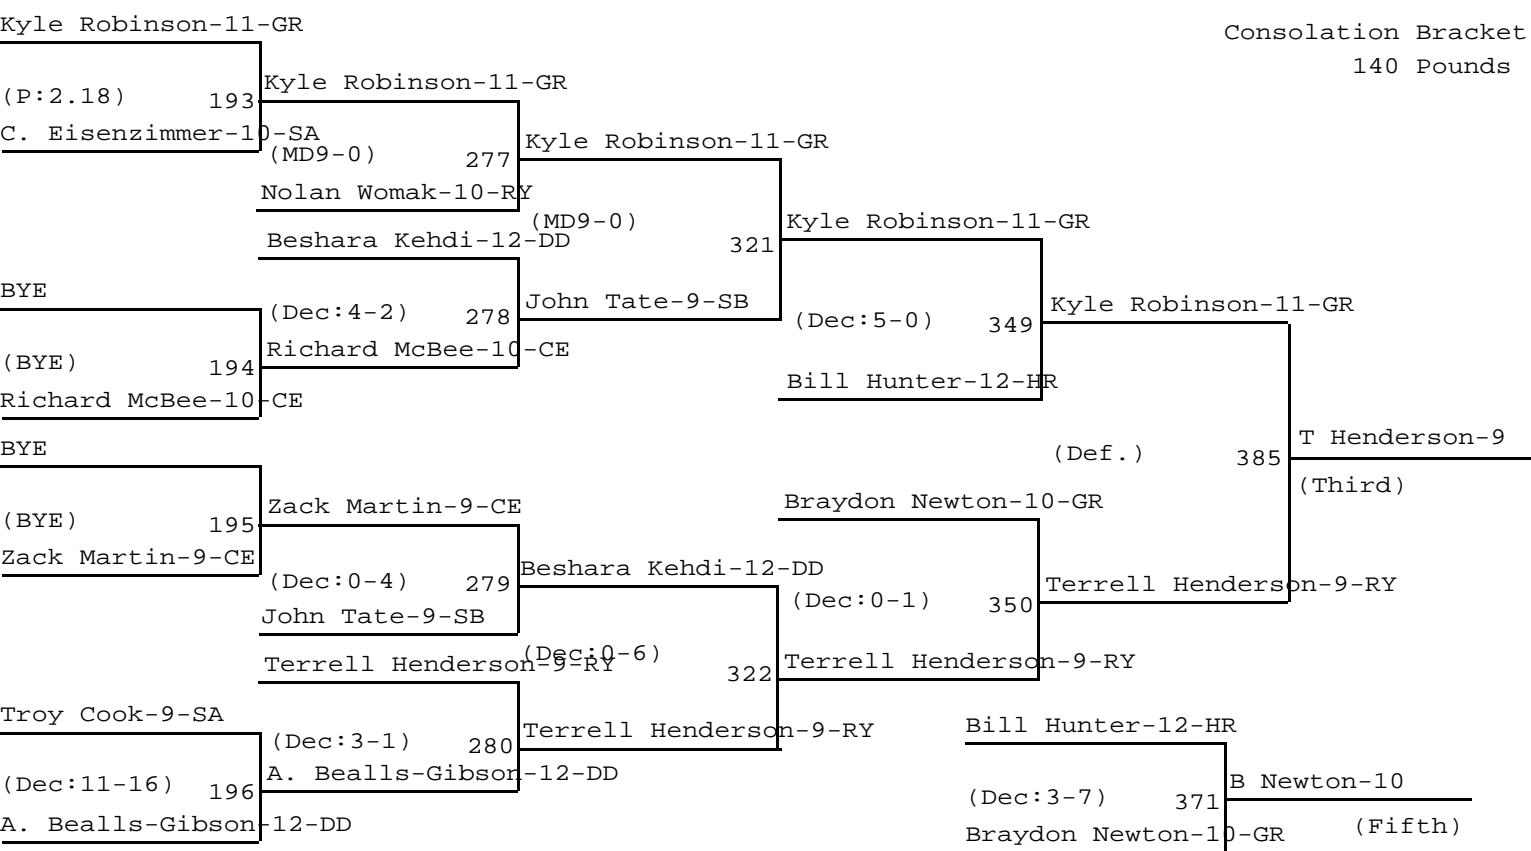 Kyle Robinson-11-GR
Consolation Bracket
140 Pounds
Kyle Robinson-11-GR
(P:2.18)
193
C. Eisenzimmer-10-SA
Kyle Robinson-11-GR
(MD9-0)
277
Nolan Womak-10-RY
(MD9-0)
Kyle Robinson-11-GR
321
Beshara Kehdi-12-DD
BYE
(Dec:4-2)
278
John Tate-9-SB
(Dec:5-0)
349
Kyle Robinson-11-GR
Richard McBee-10-CE
(BYE)
194
Bill Hunter-12-HR
Richard McBee-10-CE
BYE
(Def.)
385
T Henderson-9
(Third)
Zack Martin-9-CE
Braydon Newton-10-GR
(BYE)
195
Zack Martin-9-CE
(Dec:0-4)
279
Beshara Kehdi-12-DD
(Dec:0-1)
350
Terrell Henderson-9-RY
John Tate-9-SB
(Dec:0-6)
Terrell Henderson-9-RY
322
Terrell Henderson-9-RY
Troy Cook-9-SA
(Dec:3-1)
280
Terrell Henderson-9-RY
Bill Hunter-12-HR
A. Bealls-Gibson-12-DD
(Dec:11-16)
196
(Dec:3-7)
371
B Newton-10
A. Bealls-Gibson-12-DD
Braydon Newton-10-GR
(Fifth)